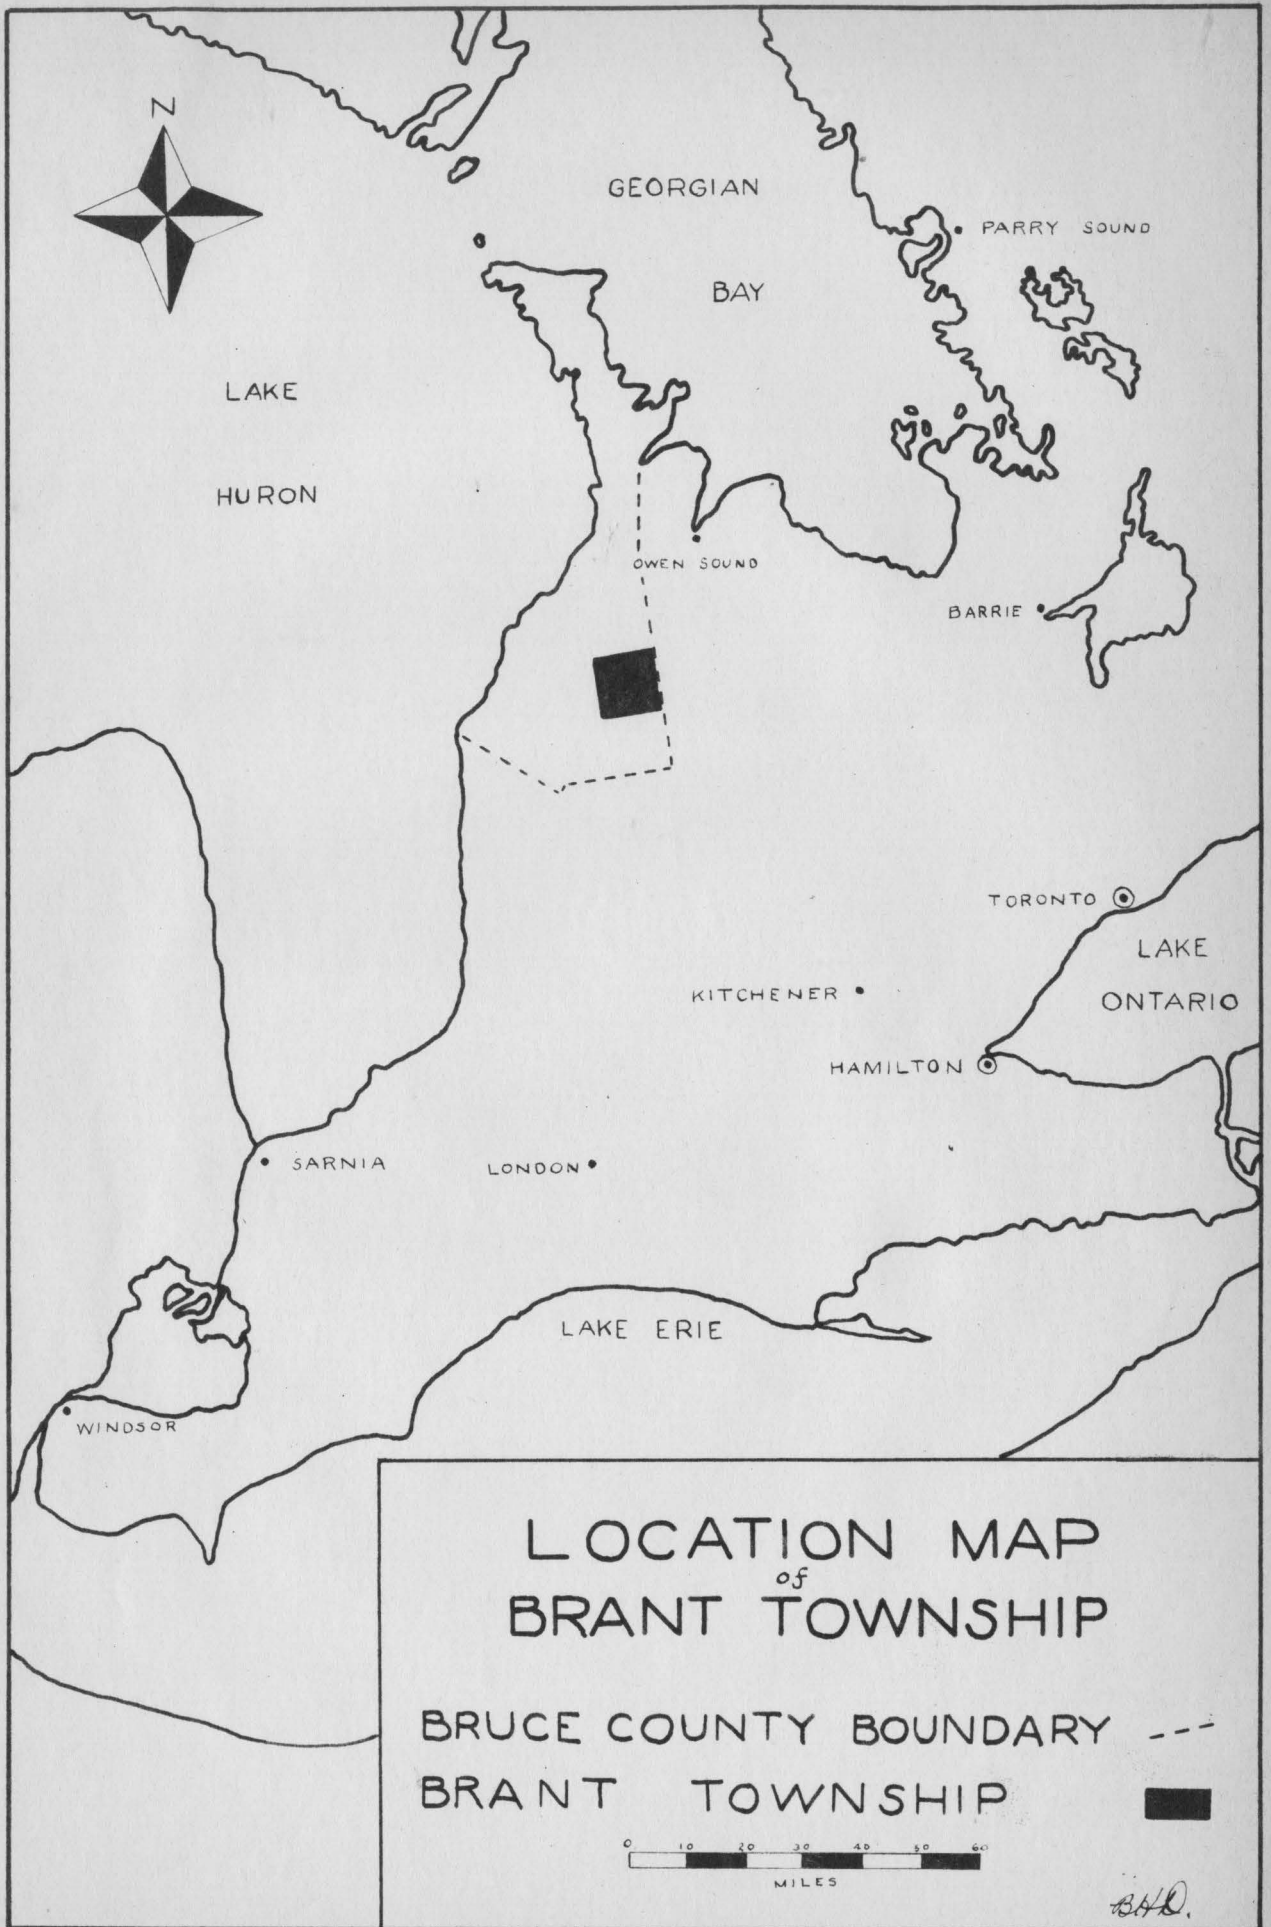 N
GEORGIAN
BAY
PARRY SOUND
LAKE
HURON
OWEN SOUND
BARRIE
TORONTO
LAKE
ONTARIO
KITCHENER
HAMILTON
SARNIA
LONDON
LAKE ERIE
WINDSOR
LOCATION MAP
of
BRANT TOWNSHIP
BRUCE COUNTY BOUNDARY
BRANT TOWNSHIP
0 10 20 30 40 50 60
MILES
BHD.